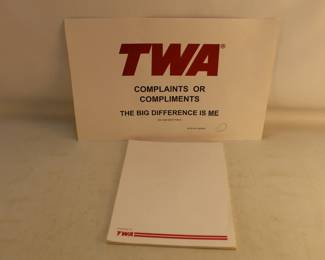 TWA®
COMPLAINTS OR
COMPLIMENTS
THE BIG DIFFERENCE IS ME
TWA